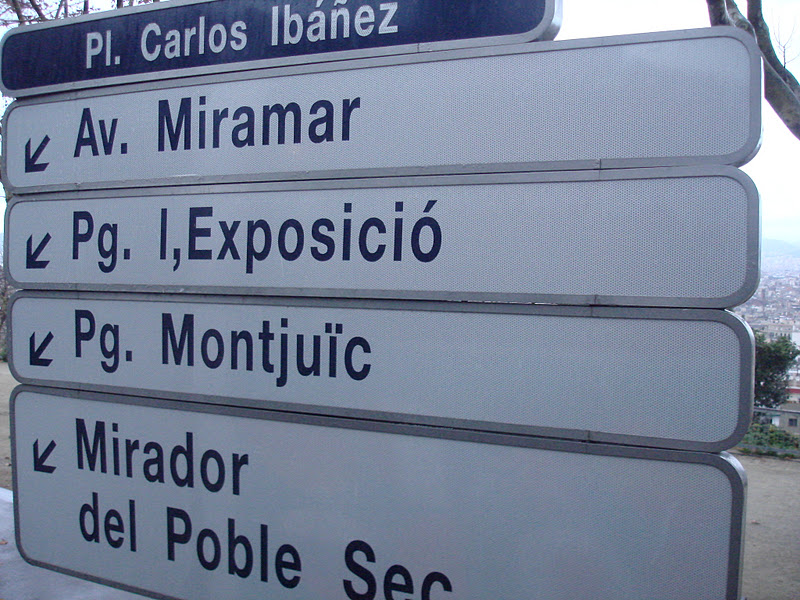 Pl. Carlos Ibáñez
Av. Miramar
Pg. l,Exposició
Pg. Montjuïc
Mirador
del Poble Sec